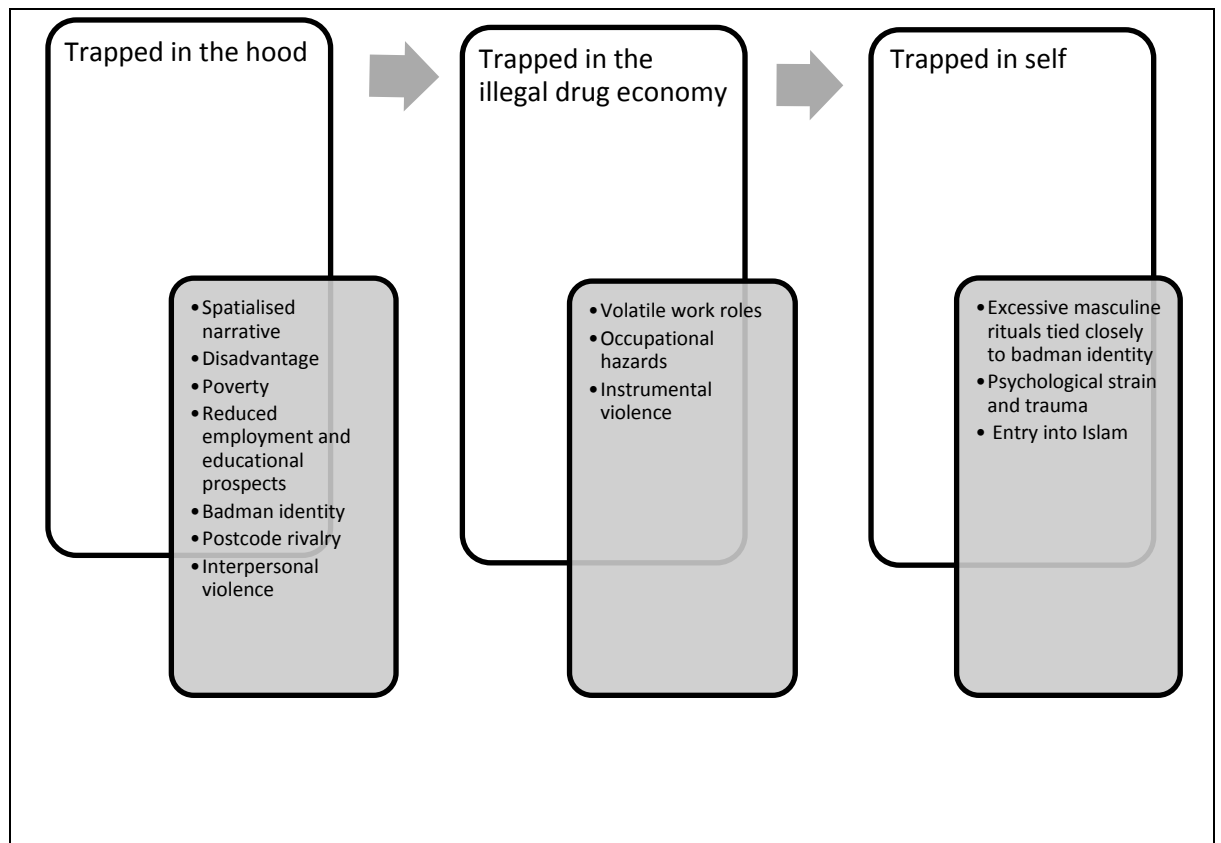 Trapped in the hood
•Spatialised
narrative
•Disadvantage
•Poverty
•Reduced
employment and
educational
prospects
•Badman identity
•Postcode rivalry
•Interpersonal
violence
Trapped in the
illegal drug economy
•Volatile work roles
•Occupational
hazards
•Instrumental
violence
Trapped in self
•Excessive masculine
rituals tied closely
to badman identity
•Psychological strain
and trauma
• Entry into Islam